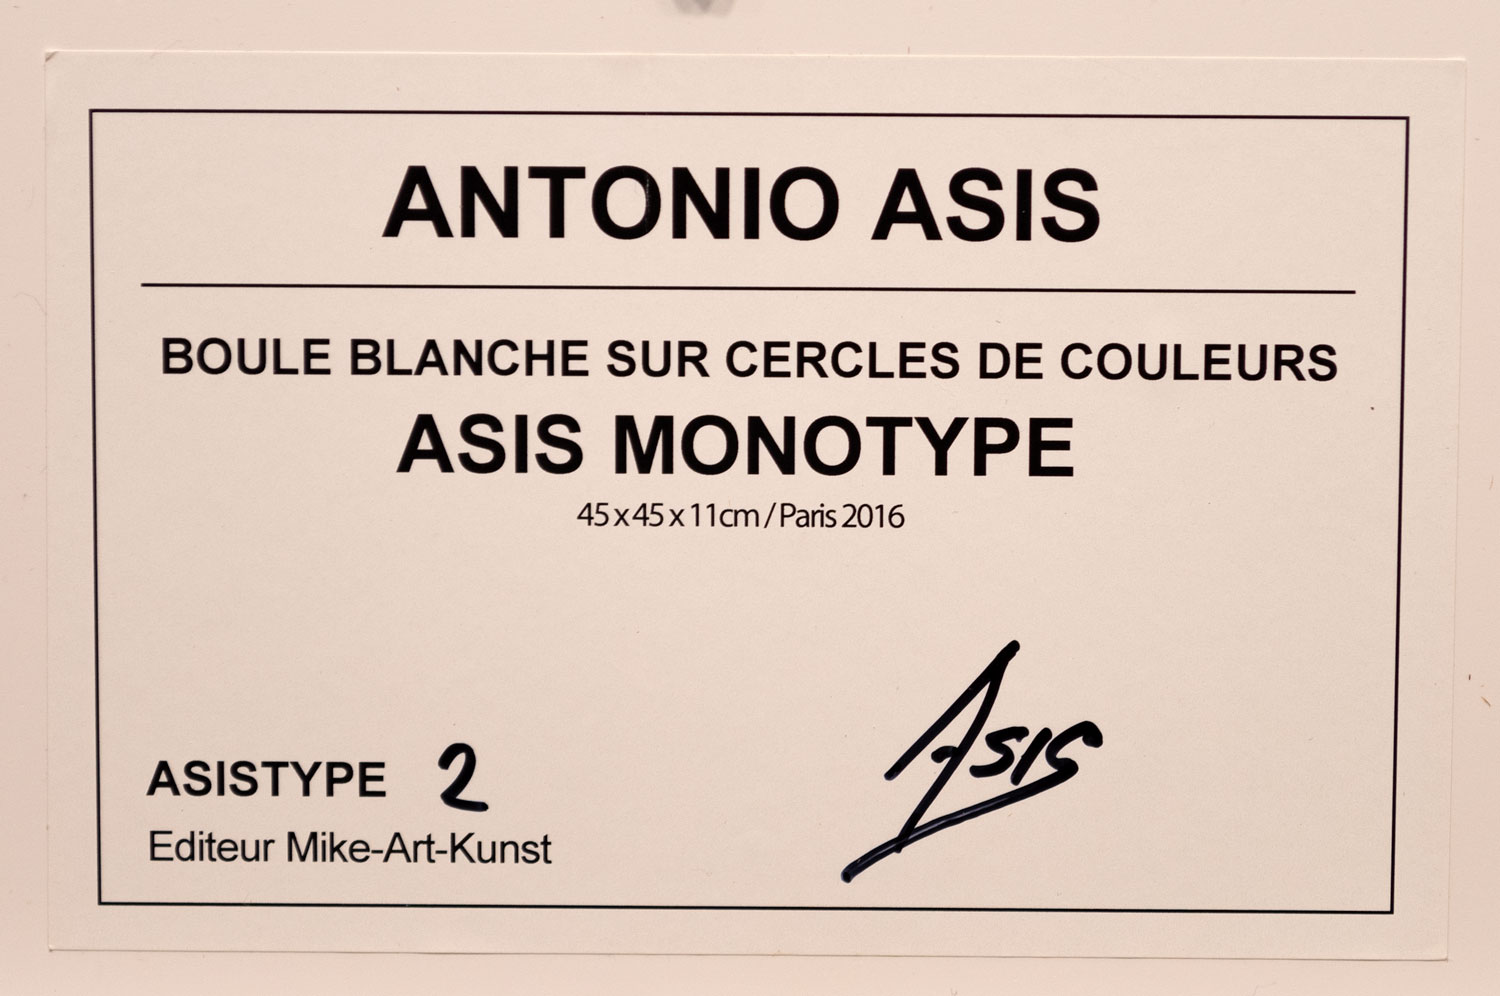 ANTONIO ASIS
BOULE BLANCHE SUR CERCLES DE COULEURS
ASIS MONOTYPE
45 x 45 x 11cm / Paris 2016
ASISTYPE 2
Editeur Mike-Art-Kunst
Asis